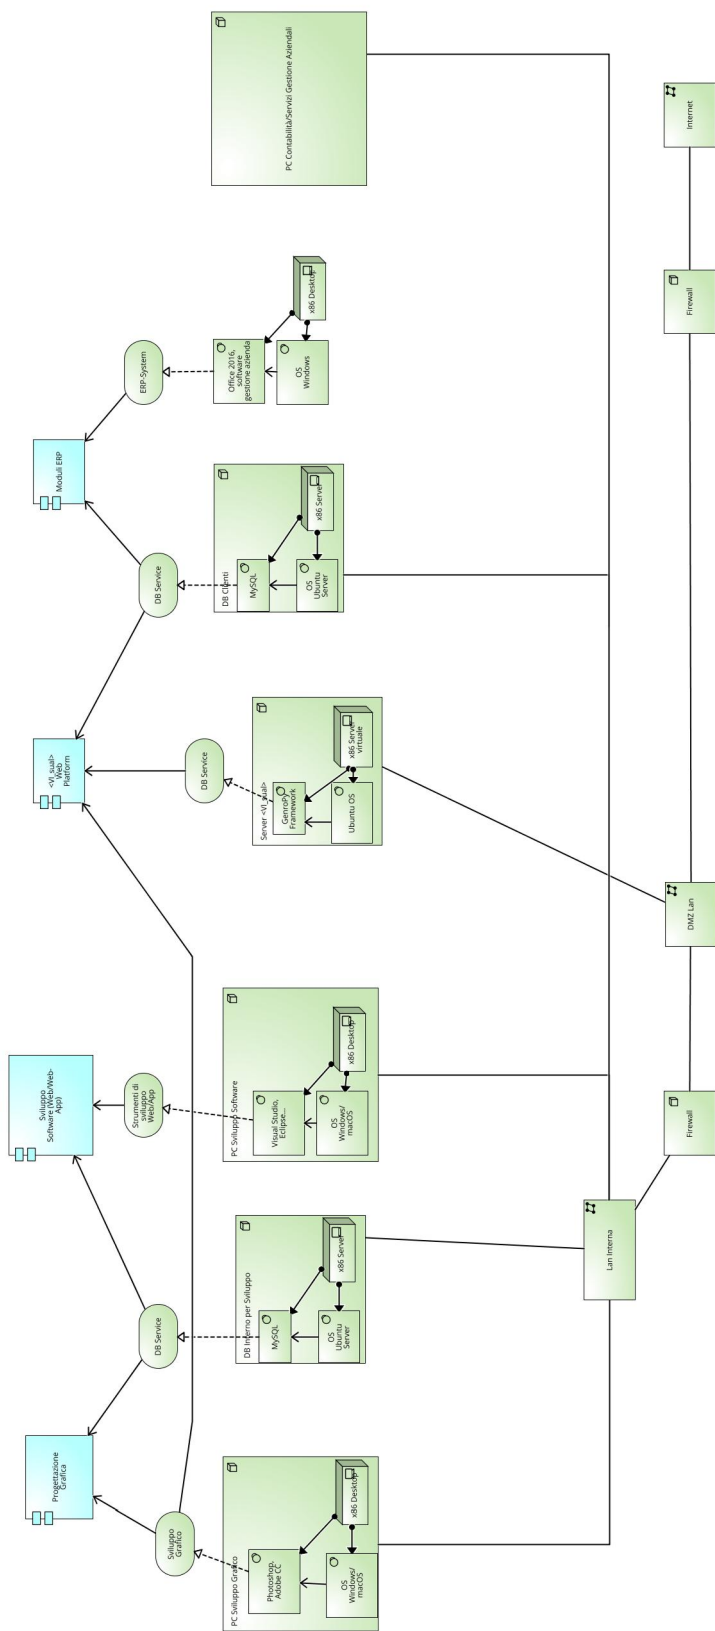 Progettazione
Grafica
Sviluppo
Software (Web/Web-
App)
<VI_sual>
Web
Platform
Moduli ERP
Sviluppo
Grafico
DB Service
Strumenti di
sviluppo
Web/App
DB Service
DB Service
ERP-System
PC Sviluppo Grafico
Photoshop,
Adobe CC
OS
Windows/
macOS
x86 Desktop
DB Interno per Sviluppo
MySQL
OS
Ubuntu
Server
x86 Server
PC Sviluppo Software
Visual Studio,
Eclipse...
OS
Windows/
macOS
x86 Desktop
Server <VI_sual>
GenroPy
Framework
Ubuntu OS
x86 Server
virtuale
DB Clienti
MySQL
OS
Ubuntu
Server
x86 Server
Office 2016,
software
gestione azienda
OS
Windows
x86 Desktop
PC Contabilità/Servizi Gestione Aziendali
Lan Interna
Firewall
DMZ Lan
Firewall
Internet